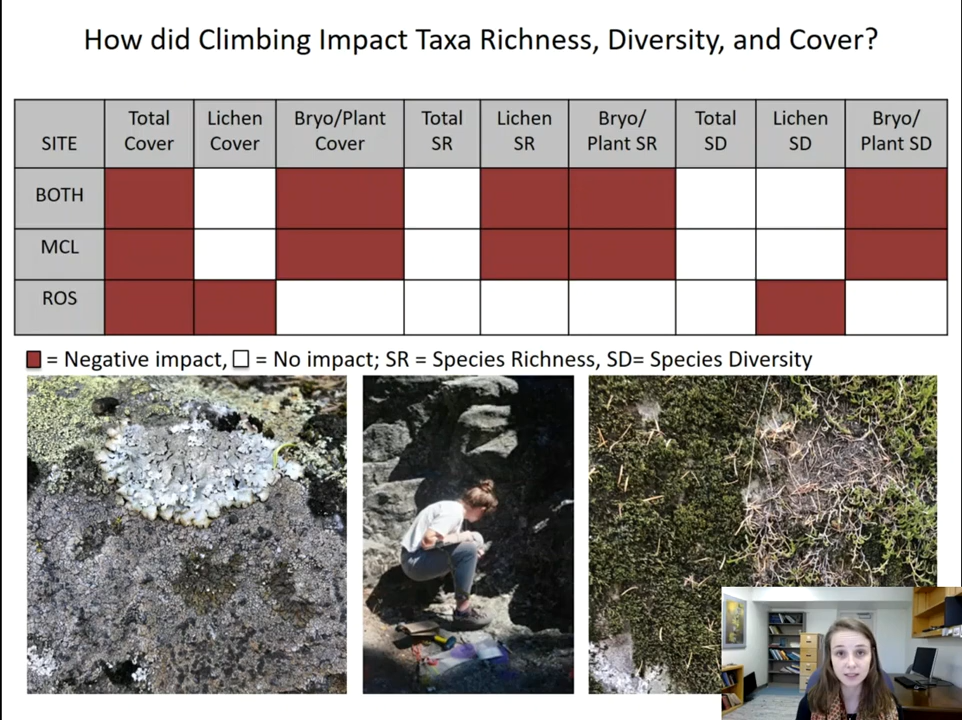 How did Climbing Impact Taxa Richness, Diversity, and Cover?
SITE Total Cover Lichen Cover Bryo/Plant Cover Total SR Lichen SR Bryo/ Plant SR Total SD Lichen SD Bryo/ Plant SD
BOTH
MCL
ROS
= Negative impact, = No impact; SR = Species Richness, SD= Species Diversity